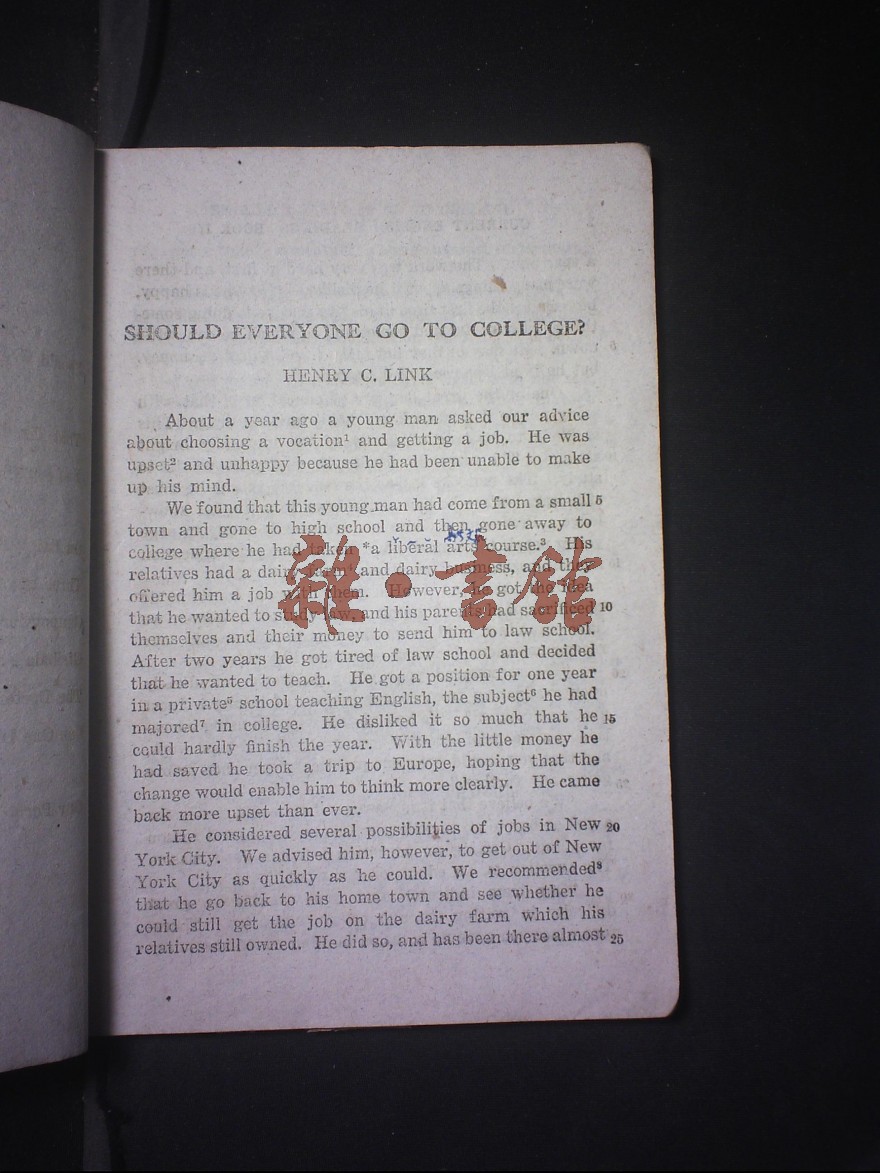 SHOULD EVERYONE GO TO COLLEGE?
HENRY C. LINK
About a year ago a young man asked our advice
about choosing a vocation¹ and getting a job. He was
upset² and unhappy because he had been unable to make
up his mind.
We found that this young man had come from a small 5
town and gone to high school and then gone away to
college where he had taken *a liberal arts course.³ His
relatives had a dairy farm⁴ and dairy business, and they
offered him a job with them. However, he got the idea
that he wanted to study law, and his parents had sacrificed 10
themselves and their money to send him to law school.
After two years he got tired of law school and decided
that he wanted to teach. He got a position for one year
in a private⁵ school teaching English, the subject⁶ he had
majored⁷ in college. He disliked it so much that he 15
could hardly finish the year. With the little money he
had saved he took a trip to Europe, hoping that the
change would enable him to think more clearly. He came
back more upset than ever.
He considered several possibilities of jobs in New 20
York City. We advised him, however, to get out of New
York City as quickly as he could. We recommended⁸
that he go back to his home town and see whether he
could still get the job on the dairy farm which his
relatives still owned. He did so, and has been there almost 25
雜·書館